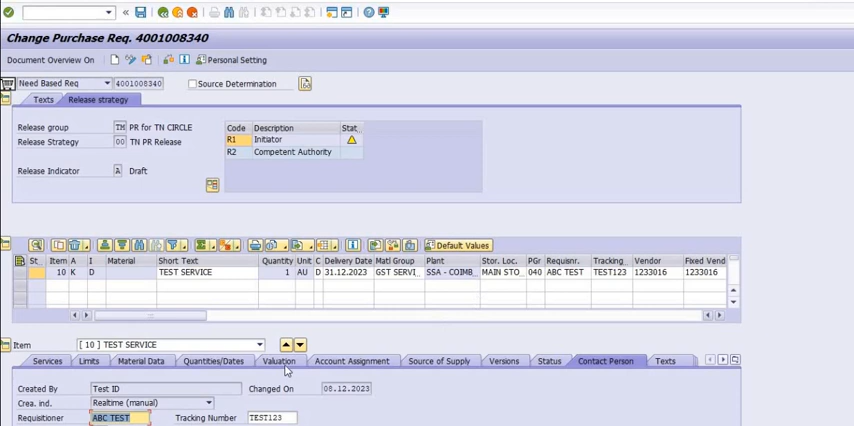 Change Purchase Req. 4001008340
Document Overview On Personal Setting
Need Based Req 4001008340 Source Determination
Texts Release strategy
Release group TM PR for TN CIRCLE
Release Strategy 00 TN PR Release
Release Indicator A Draft
Code Description Stat..
R1 Initiator
R2 Competent Authority
Default Values
St.. Item A I Material Short Text Quantity Unit C Delivery Date Matl Group Plant Stor. Loc. PGr Requisnr. Tracking.. Vendor Fixed Vend
10 K D TEST SERVICE 1 AU D 31.12.2023 GST SERVI.. SSA - COIMB.. MAIN STO.. 040 ABC TEST TEST123 1233016 1233016
Item [ 10 ] TEST SERVICE
Services Limits Material Data Quantities/Dates Valuation Account Assignment Source of Supply Versions Status Contact Person Texts
Created By Test ID Changed On 08.12.2023
Crea. ind. Realtime (manual)
Requisitioner ABC TEST Tracking Number TEST123